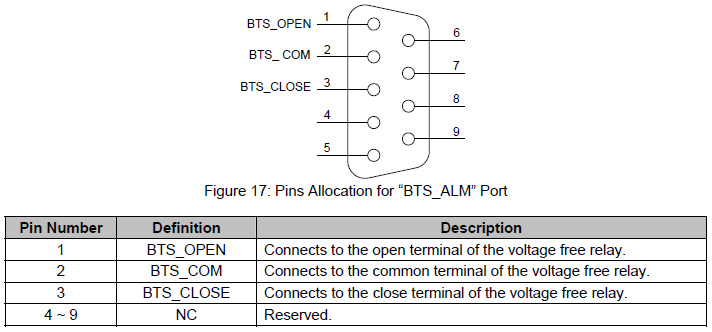 BTS_OPEN 1
6
BTS_ COM 2
7
BTS_CLOSE 3
8
4
9
5
Figure 17: Pins Allocation for “BTS_ALM” Port
Pin Number Definition Description
1 BTS_OPEN Connects to the open terminal of the voltage free relay.
2 BTS_COM Connects to the common terminal of the voltage free relay.
3 BTS_CLOSE Connects to the close terminal of the voltage free relay.
4 ~ 9 NC Reserved.